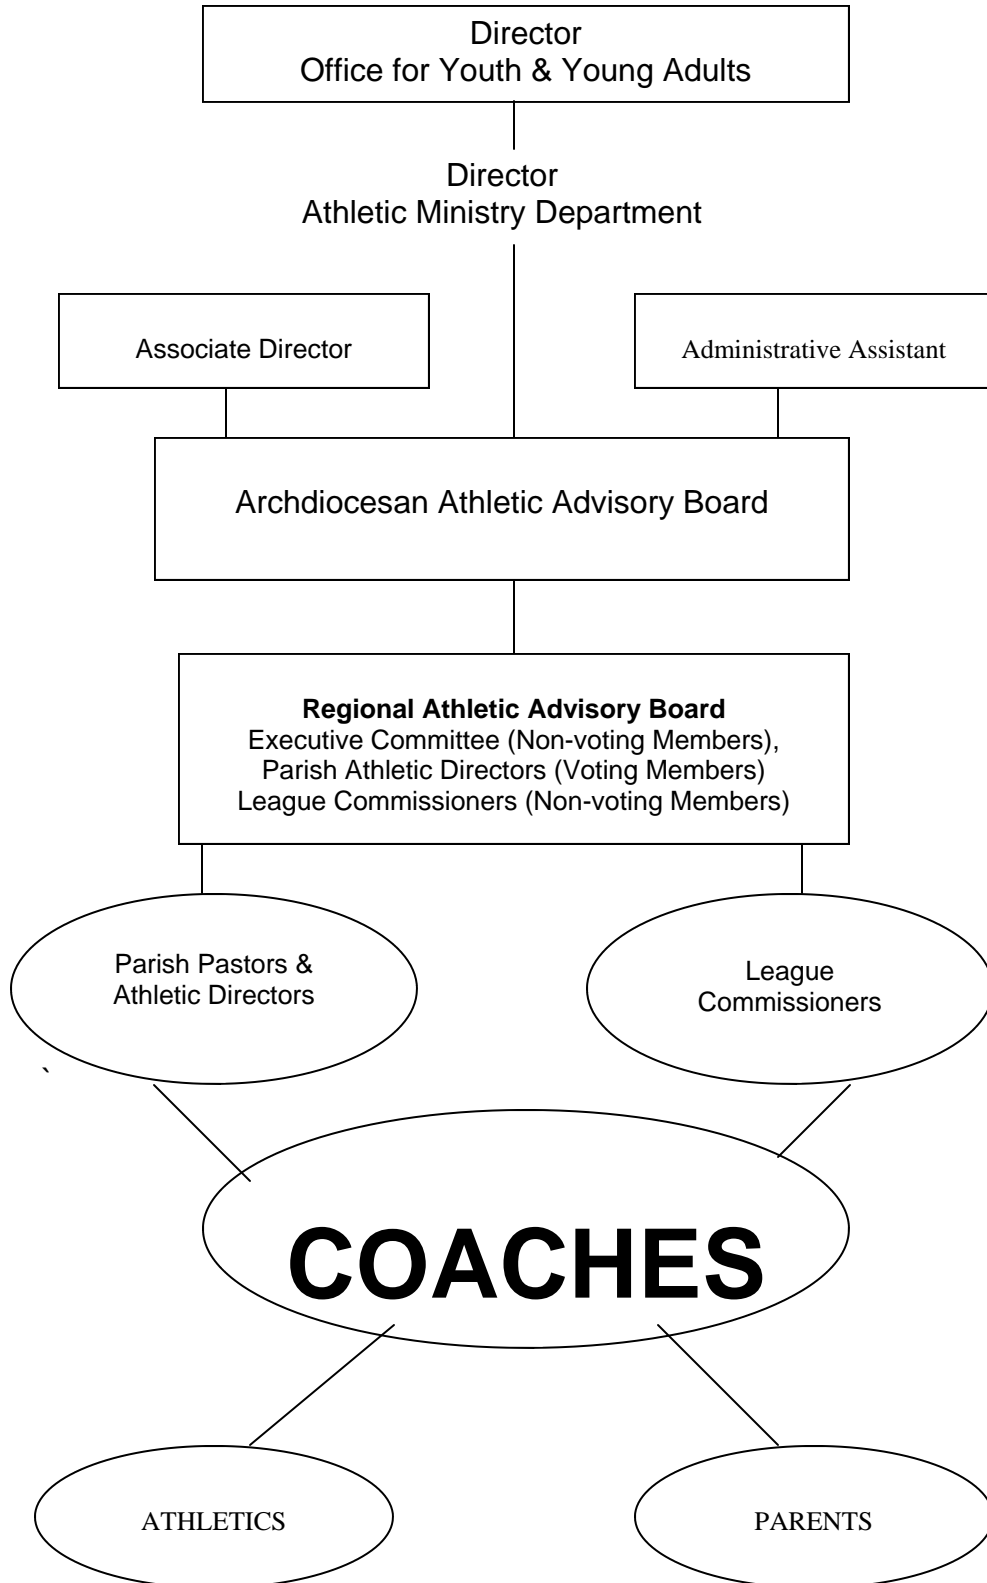 Director
Office for Youth & Young Adults
Director
Athletic Ministry Department
Associate Director
Administrative Assistant
Archdiocesan Athletic Advisory Board
Regional Athletic Advisory Board
Executive Committee (Non-voting Members),
Parish Athletic Directors (Voting Members)
League Commissioners (Non-voting Members)
Parish Pastors &
Athletic Directors
League
Commissioners
`
COACHES
ATHLETICS
PARENTS